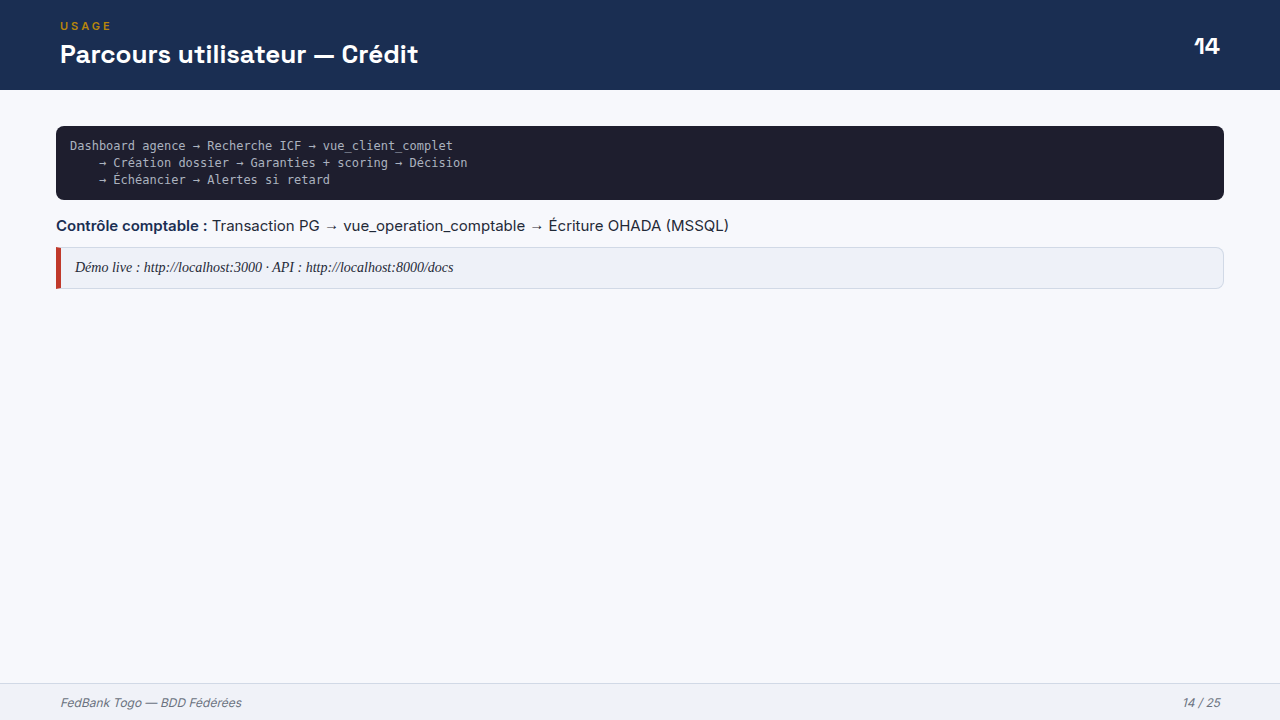 USAGE
Parcours utilisateur — Crédit
14
Dashboard agence → Recherche ICF → vue_client_complet
→ Création dossier → Garanties + scoring → Décision
→ Échéancier → Alertes si retard
Contrôle comptable : Transaction PG → vue_operation_comptable → Écriture OHADA (MSSQL)
Démo live : http://localhost:3000 · API : http://localhost:8000/docs
FedBank Togo — BDD Fédérées
14 / 25